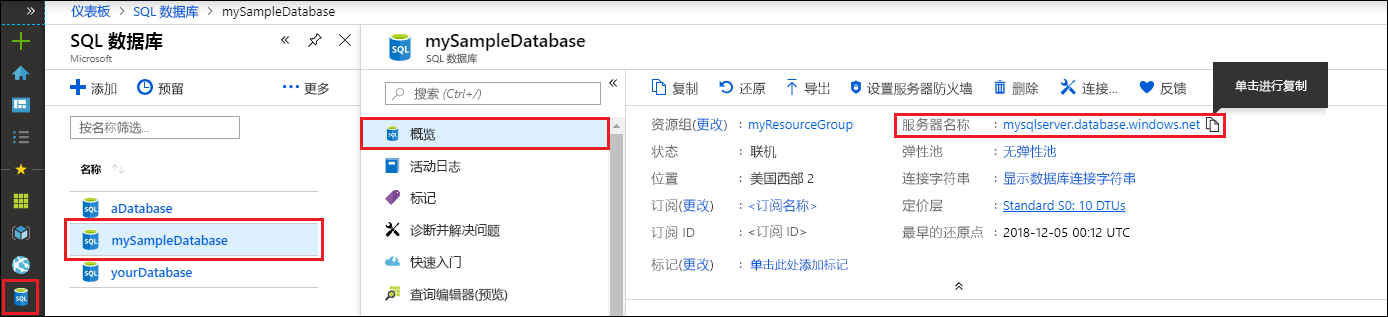 仪表板 > SQL 数据库 > mySampleDatabase
SQL 数据库
Microsoft
添加
预留
更多
按名称筛选...
名称
aDatabase
mySampleDatabase
yourDatabase
mySampleDatabase
SQL 数据库
搜索 (Ctrl+/)
概览
活动日志
标记
诊断并解决问题
快速入门
查询编辑器(预览)
复制
还原
导出
设置服务器防火墙
删除
连接...
反馈
单击进行复制
资源组(更改) : myResourceGroup
状态 : 联机
位置 : 美国西部 2
订阅(更改) : <订阅名称>
订阅 ID : <订阅 ID>
标记(更改) : 单击此处添加标记
服务器名称 : mysqlserver.database.windows.net
弹性池 : 无弹性池
连接字符串 : 显示数据库连接字符串
定价层 : Standard S0: 10 DTUs
最早的还原点 : 2018-12-05 00:12 UTC